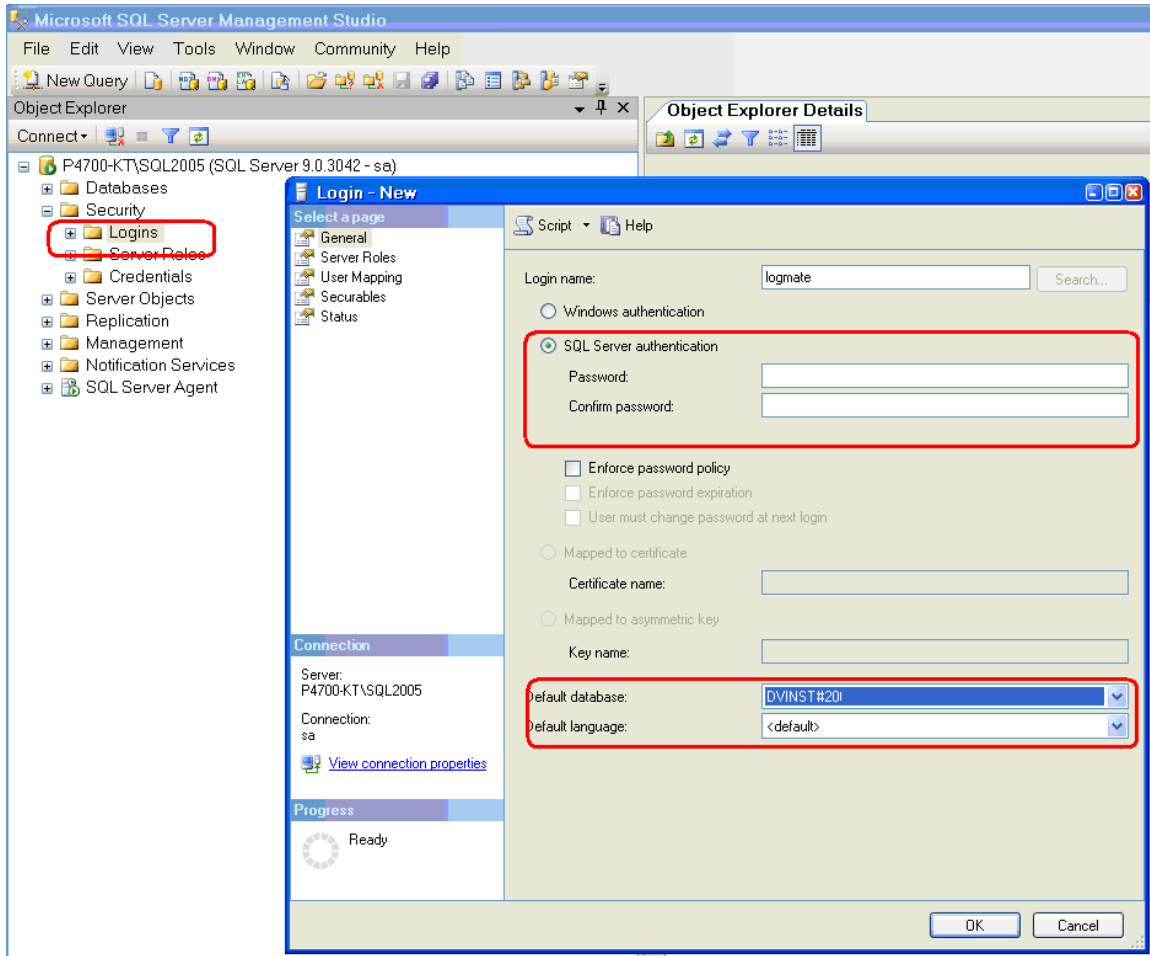 Microsoft SQL Server Management Studio
File Edit View Tools Window Community Help
New Query
Object Explorer
Connect
P4700-KT\SQL2005 (SQL Server 9.0.3042 - sa)
Databases
Security
Logins
Server Roles
Credentials
Server Objects
Replication
Management
Notification Services
SQL Server Agent
Object Explorer Details
Login - New
Select a page
General
Server Roles
User Mapping
Securables
Status
Connection
Server:
P4700-KT\SQL2005
Connection:
sa
View connection properties
Progress
Ready
Script Help
Login name: logmate Search...
Windows authentication
SQL Server authentication
Password:
Confirm password:
Enforce password policy
Enforce password expiration
User must change password at next login
Mapped to certificate
Certificate name:
Mapped to asymmetric key
Key name:
Default database: DVINST#20
Default language: <default>
OK Cancel